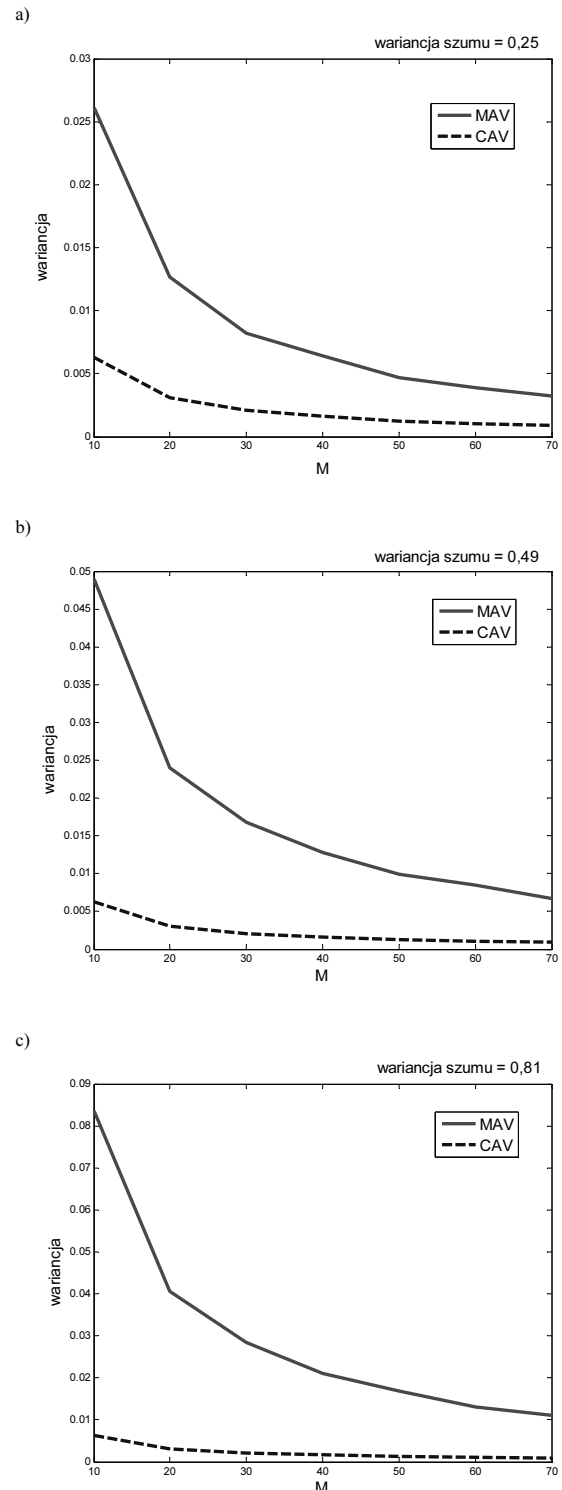 a)
wariancja szumu = 0,25
0.03
0.025
0.02
0.015
0.01
0.005
0
wariancja
MAV
CAV
10 20 30 40 50 60 70
M
b)
wariancja szumu = 0,49
0.05
0.045
0.04
0.035
0.03
0.025
0.02
0.015
0.01
0.005
0
wariancja
MAV
CAV
10 20 30 40 50 60 70
M
c)
wariancja szumu = 0,81
0.09
0.08
0.07
0.06
0.05
0.04
0.03
0.02
0.01
0
wariancja
MAV
CAV
10 20 30 40 50 60 70
M